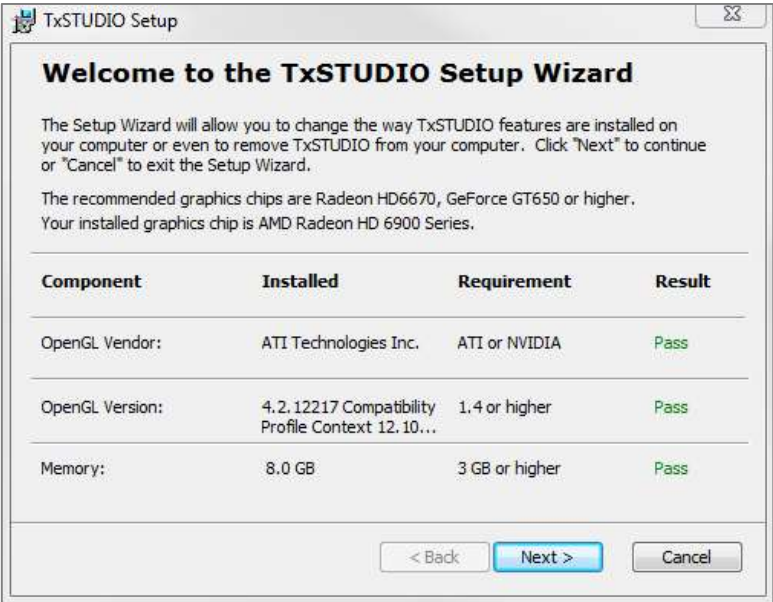 TxSTUDIO Setup
Welcome to the TxSTUDIO Setup Wizard
The Setup Wizard will allow you to change the way TxSTUDIO features are installed on
your computer or even to remove TxSTUDIO from your computer. Click "Next" to continue
or "Cancel" to exit the Setup Wizard.
The recommended graphics chips are Radeon HD6670, GeForce GT650 or higher.
Your installed graphics chip is AMD Radeon HD 6900 Series.
Component Installed Requirement Result
OpenGL Vendor: ATI Technologies Inc. ATI or NVIDIA Pass
OpenGL Version: 4.2.12217 Compatibility 1.4 or higher Pass
Profile Context 12.10...
Memory: 8.0 GB 3 GB or higher Pass
< Back Next > Cancel